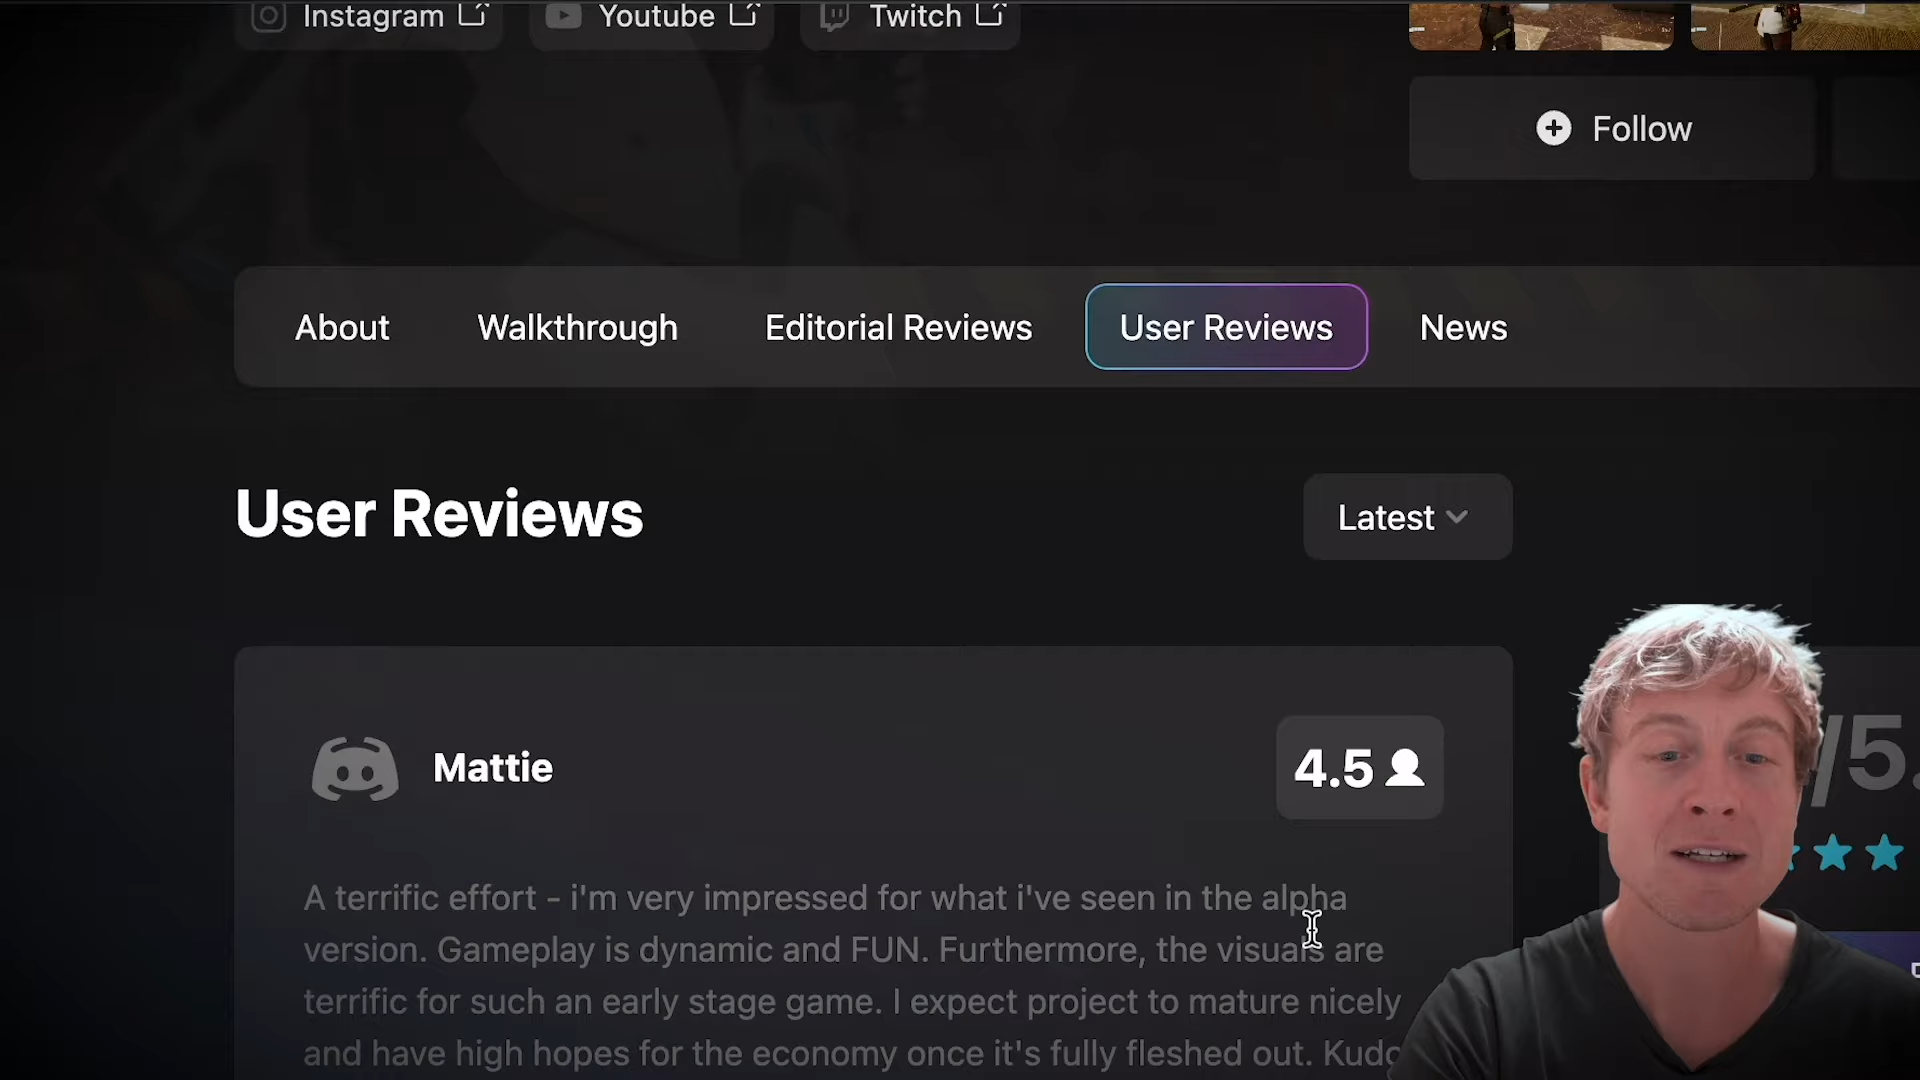 Instagram
Youtube
Twitch
Follow
About
Walkthrough
Editorial Reviews
User Reviews
News
User Reviews
Latest
Mattie
4.5
/5.
A terrific effort - i'm very impressed for what i've seen in the alpha
version. Gameplay is dynamic and FUN. Furthermore, the visuals are
terrific for such an early stage game. I expect project to mature nicely
and have high hopes for the economy once it's fully fleshed out.